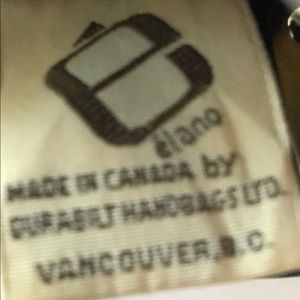 élano
MADE IN CANADA by
DURABILT HANDBAGS LTD.
VANCOUVER, B.C.